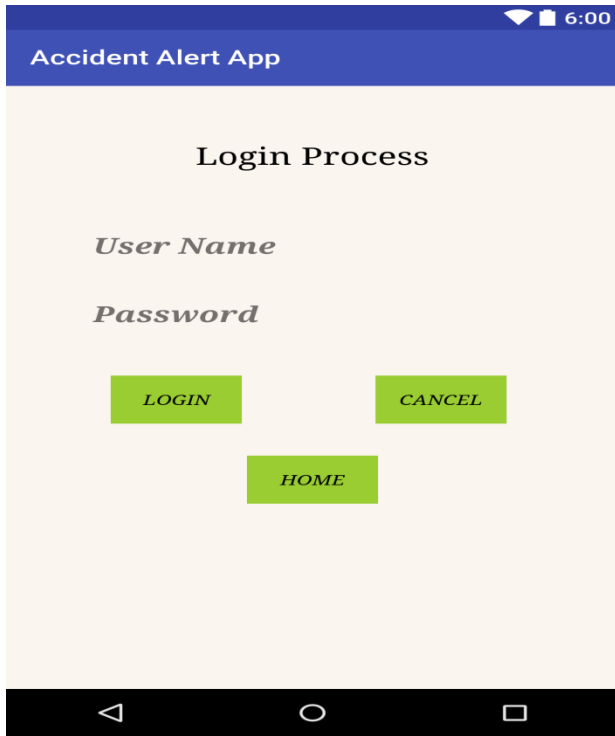 6:00
Accident Alert App
Login Process
User Name
Password
LOGIN CANCEL
HOME